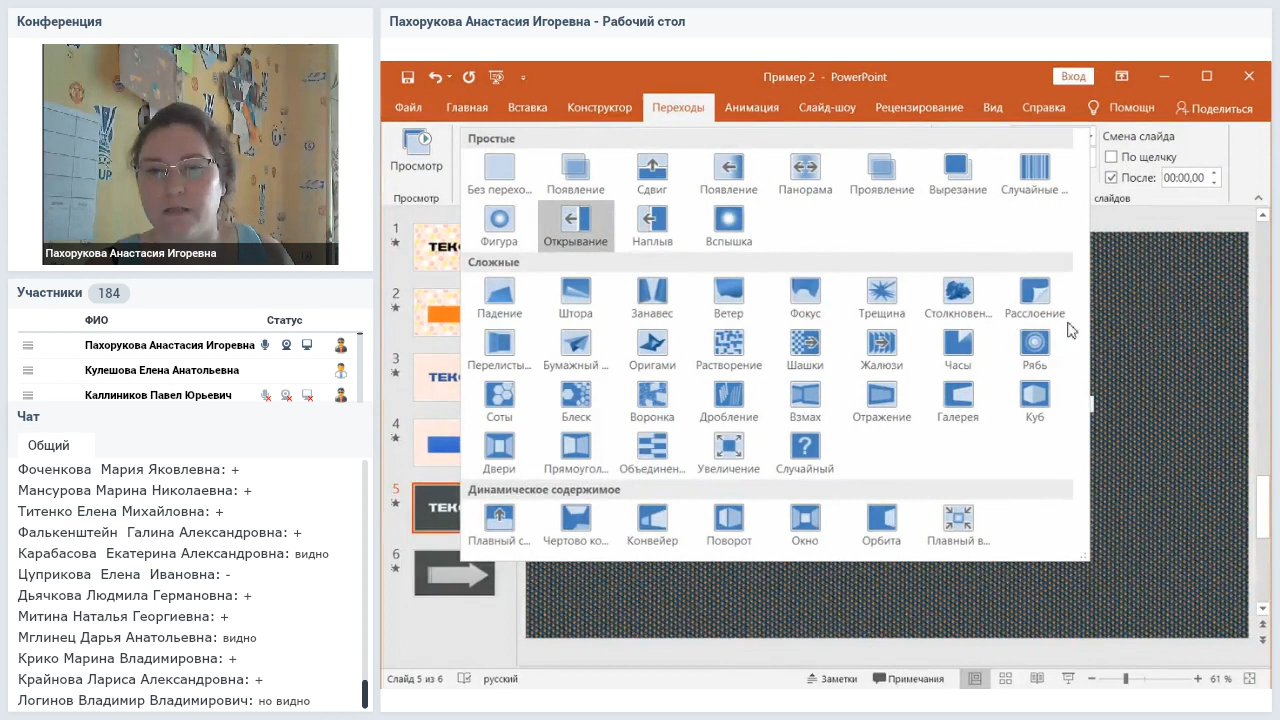 Конференция
Пахорукова Анастасия Игоревна
Участники 184
ФИО Статус
Пахорукова Анастасия Игоревна
Кулешова Елена Анатольевна
Каллиников Павел Юрьевич
Чат
Общий
Фоченкова Мария Яковлевна: +
Мансурова Марина Николаевна: +
Титенко Елена Михайловна: +
Фалькенштейн Галина Александровна: +
Карабасова Екатерина Александровна: видно
Цуприкова Елена Ивановна: -
Дьячкова Людмила Германовна: +
Митина Наталья Георгиевна: +
Мглинец Дарья Анатольевна: видно
Крико Марина Владимировна: +
Крайнова Лариса Александровна: +
Логинов Владимир Владимирович: но видно
Пахорукова Анастасия Игоревна - Рабочий стол
Пример 2 - PowerPoint
Вход
Файл Главная Вставка Конструктор Переходы Анимация Слайд-шоу Рецензирование Вид Справка Помощн Поделиться
Просмотр
Просмотр
Простые
Без перехо... Появление Сдвиг Появление Панорама Проявление Вырезание Случайные ...
Фигура Открывание Наплыв Вспышка
Сложные
Падение Штора Занавес Ветер Фокус Трещина Столкновен... Расслоение
Перелисты... Бумажный ... Оригами Растворение Шашки Жалюзи Часы Рябь
Соты Блеск Воронка Дробление Взмах Отражение Галерея Куб
Двери Прямоугол... Объединен... Увеличение Случайный
Динамическое содержимое
Плавный с... Чертово ко... Конвейер Поворот Окно Орбита Плавный в...
Смена слайда
По щелчку
После: 00:00,00
слайдов
1
2
3
4
5
6
Слайд 5 из 6 русский Заметки Примечания 61 %